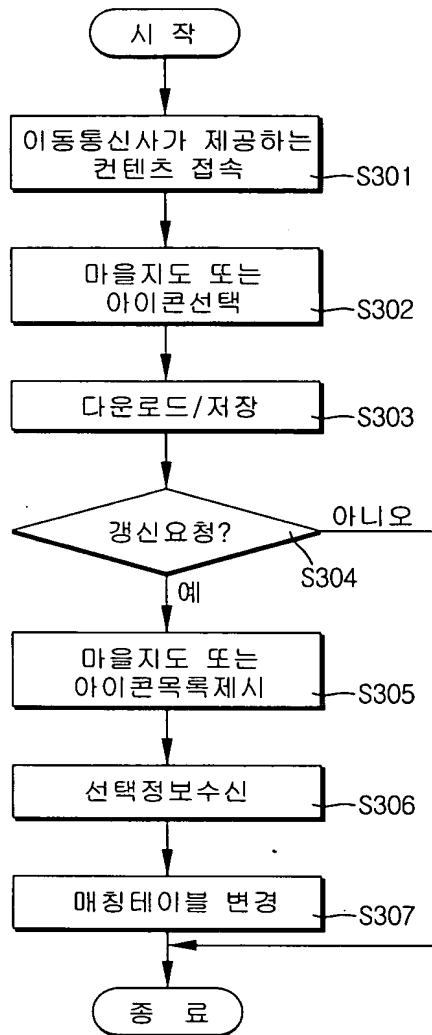 시 작
이동통신사가 제공하는
컨텐츠 접속
S301
마을지도 또는
아이콘선택
S302
다운로드/저장
S303
갱신요청?
아니오
S304
예
마을지도 또는
아이콘목록제시
S305
선택정보수신
S306
매칭테이블 변경
S307
종 료